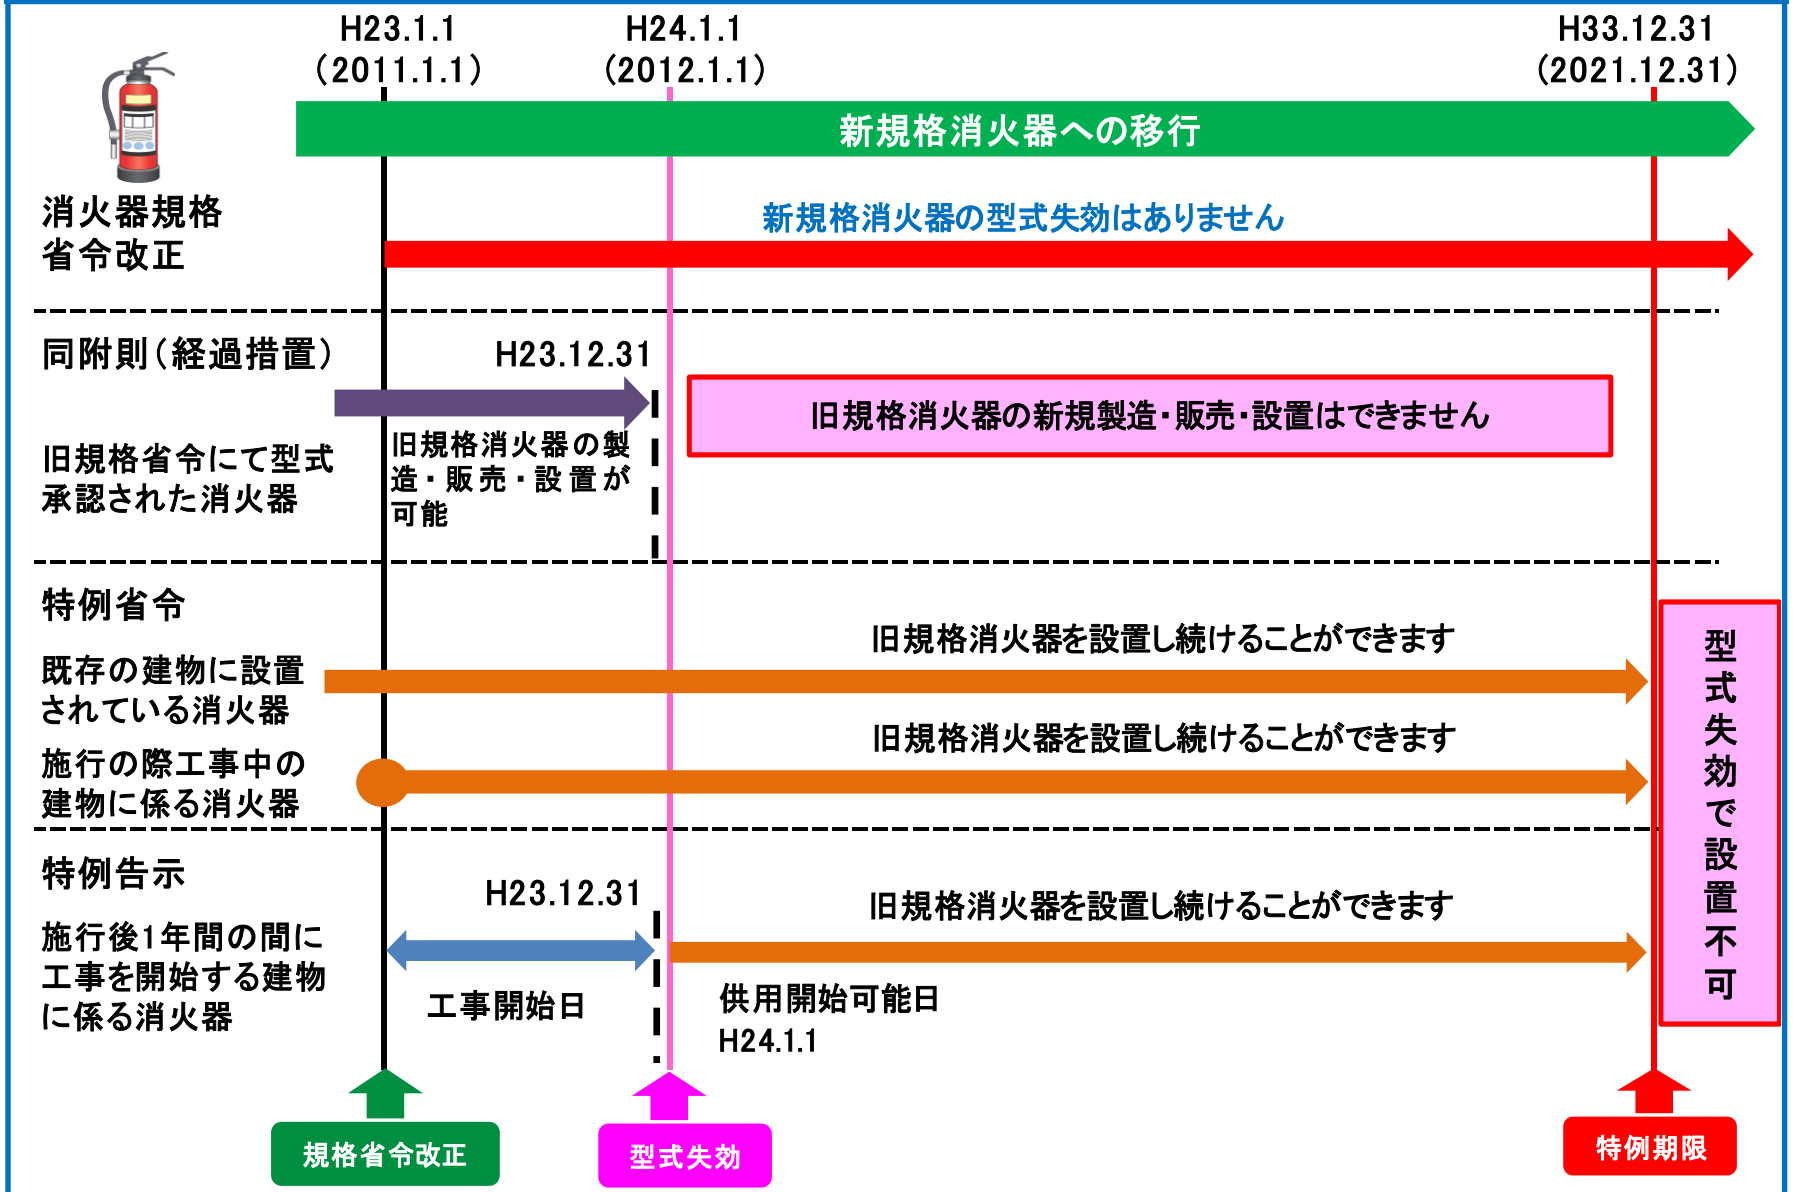 H23.1.1
(2011.1.1)
H24.1.1
(2012.1.1)
H33.12.31
(2021.12.31)
新規格消火器への移行
消火器規格
省令改正
新規格消火器の型式失効はありません
同附則(経過措置)
H23.12.31
旧規格消火器の新規製造・販売・設置はできません
旧規格省令にて型式
承認された消火器
旧規格消火器の製
造・販売・設置が
可能
特例省令
旧規格消火器を設置し続けることができます
既存の建物に設置
されている消火器
旧規格消火器を設置し続けることができます
施行の際工事中の
建物に係る消火器
型式失効で設置不可
特例告示
H23.12.31
旧規格消火器を設置し続けることができます
施行後1年間の間に
工事を開始する建物
に係る消火器
工事開始日
供用開始可能日
H24.1.1
規格省令改正
型式失効
特例期限